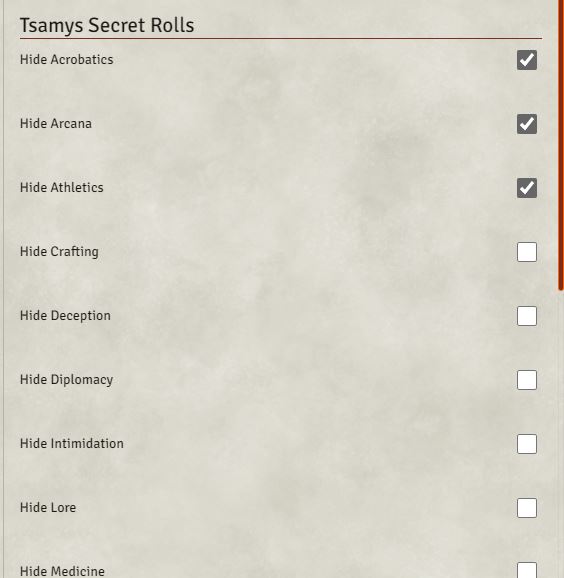 Tsamys Secret Rolls
Hide Acrobatics
Hide Arcana
Hide Athletics
Hide Crafting
Hide Deception
Hide Diplomacy
Hide Intimidation
Hide Lore
Hide Medicine